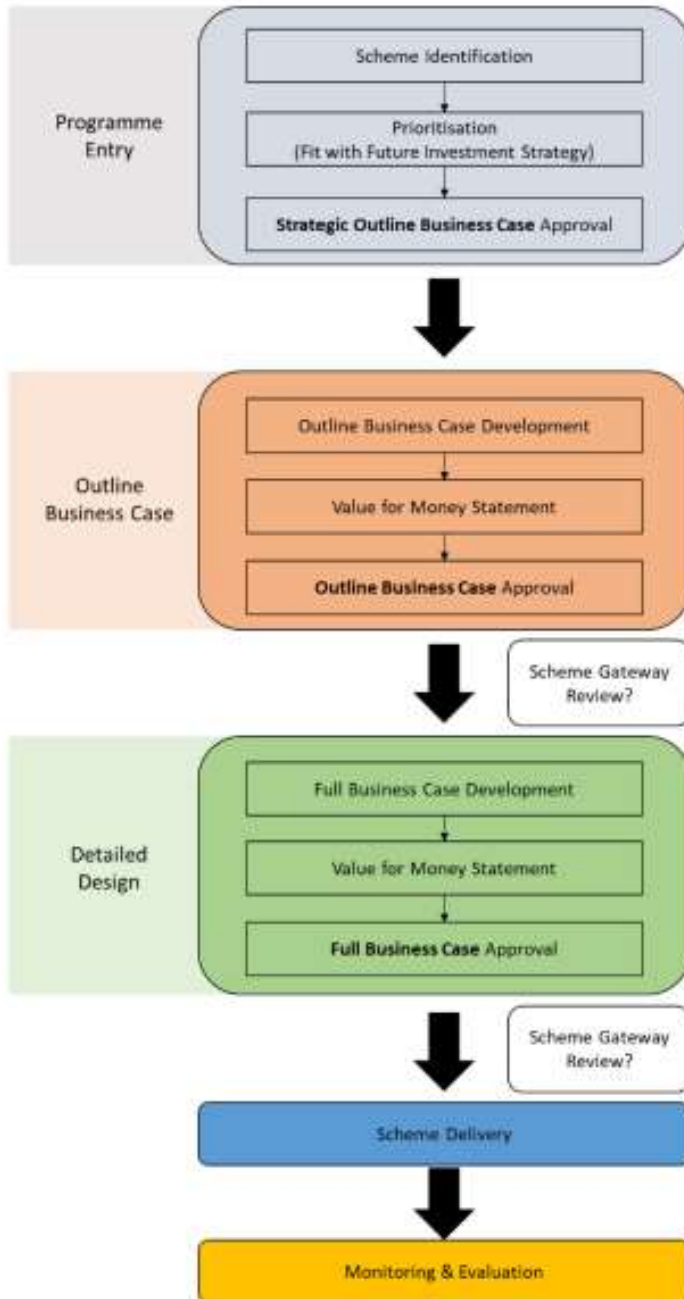 Programme
Entry
Scheme Identification
Prioritisation
(Fit with Future Investment Strategy)
Strategic Outline Business Case Approval
Outline
Business Case
Outline Business Case Development
Value for Money Statement
Outline Business Case Approval
Scheme Gateway
Review?
Detailed
Design
Full Business Case Development
Value for Money Statement
Full Business Case Approval
Scheme Gateway
Review?
Scheme Delivery
Monitoring & Evaluation